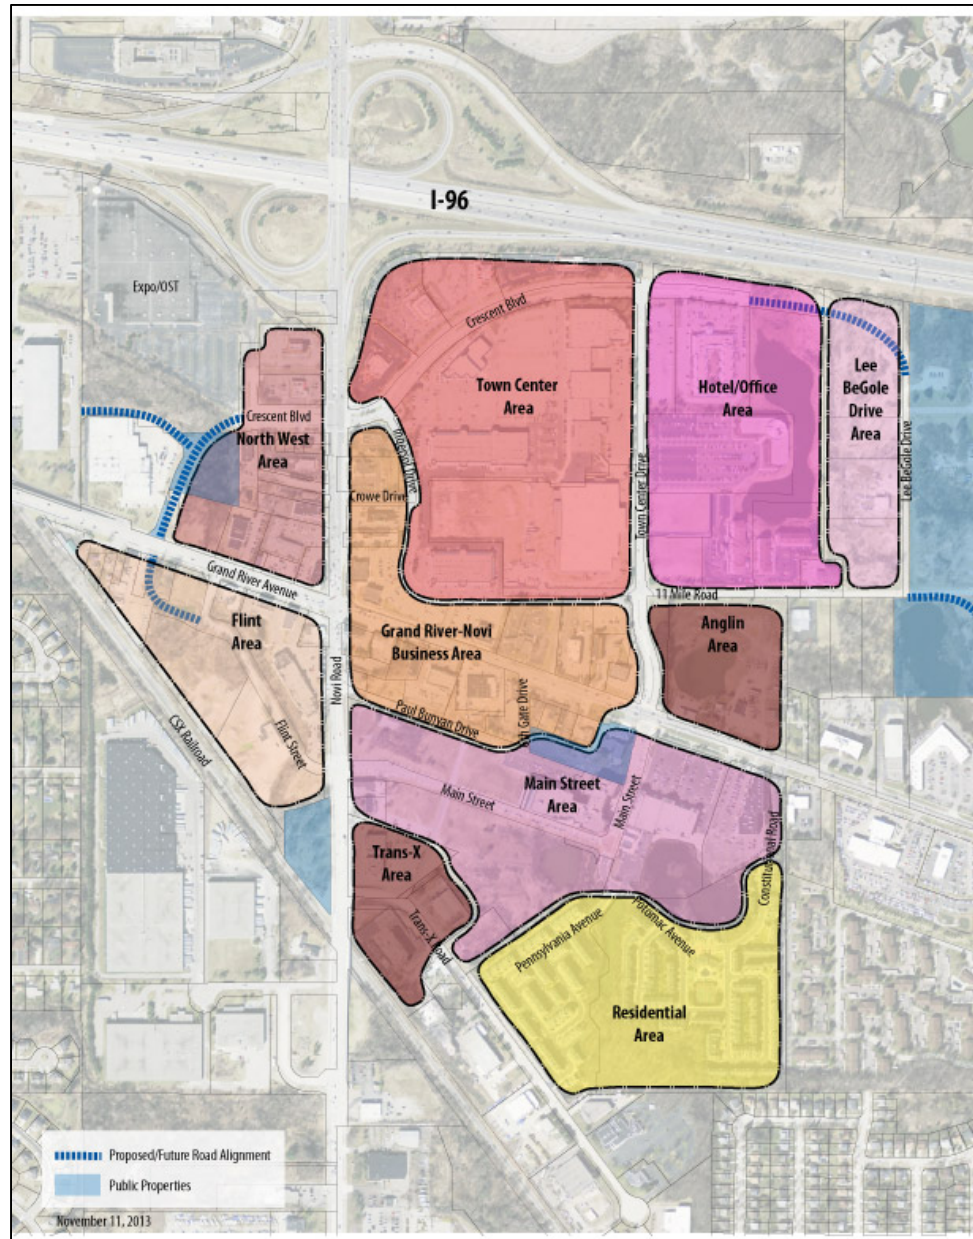 I-96
Expo/OST
Crescent Blvd
Town Center
Area
Hotel/Office
Area
Lee
BeGole
Drive
Area
Crescent Blvd
North West
Area
Ingersol Drive
Crowe Drive
Town Center Drive
Lee BeGole Drive
Grand River Avenue
11 Mile Road
Flint
Area
Grand River-Novi
Business Area
Anglin
Area
Novi Road
Paul Bunyan Drive
Gate Drive
CSX Railroad
Flint Street
Main Street
Area
Main Street
Main Street
Trans-X
Area
Constitutional Road
Trans-X Road
Pennsylvania Avenue
Potomac Avenue
Residential
Area
Proposed/Future Road Alignment
Public Properties
November 11, 2013